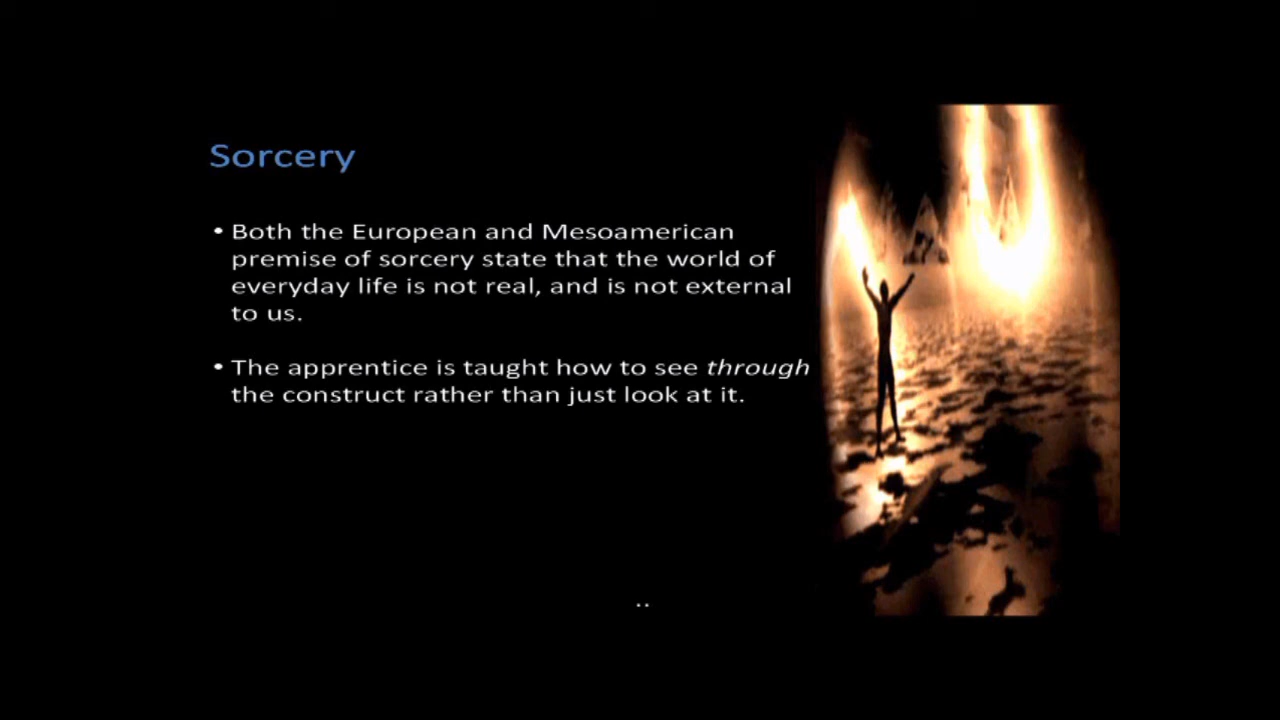 Sorcery
• Both the European and Mesoamerican
premise of sorcery state that the world of
everyday life is not real, and is not external
to us.
• The apprentice is taught how to see through
the construct rather than just look at it.
..